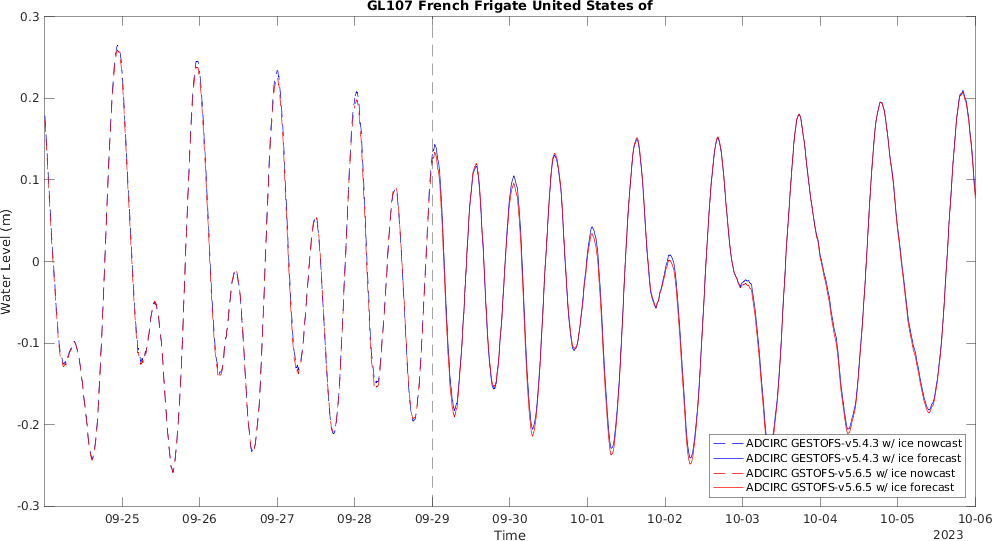 GL107 French Frigate United States of
0.3
0.2
0.1
0
-0.1
-0.2
-0.3
Water Level (m)
ADCIRC GESTOFS-v5.4.3 w/ ice nowcast
ADCIRC GESTOFS-v5.4.3 w/ ice forecast
ADCIRC GSTOFS-v5.6.5 w/ ice nowcast
ADCIRC GSTOFS-v5.6.5 w/ ice forecast
09-25 09-26 09-27 09-28 09-29 09-30 10-01 10-02 10-03 10-04 10-05 10-06
Time
2023